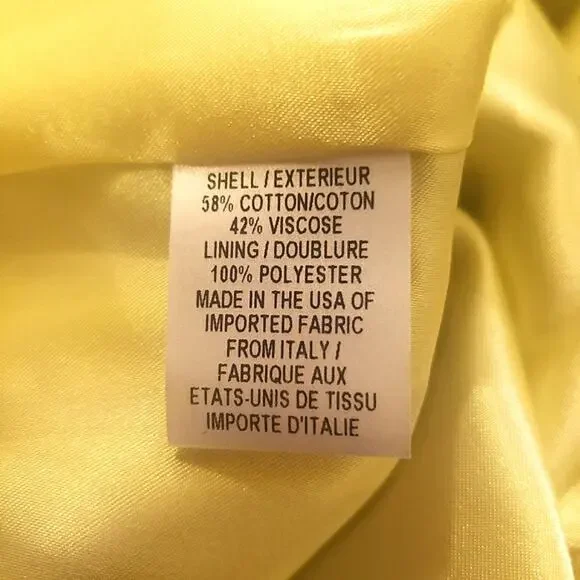 SHELL / EXTERIEUR
58% COTTON/COTON
42% VISCOSE
LINING / DOUBLURE
100% POLYESTER
MADE IN THE USA OF
IMPORTED FABRIC
FROM ITALY /
FABRIQUE AUX
ETATS-UNIS DE TISSU
IMPORTE D'ITALIE